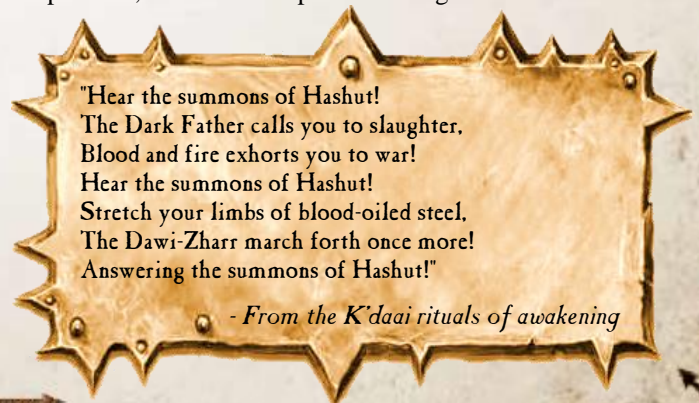 "Hear the summons of Hashut!
The Dark Father calls you to slaughter,
Blood and fire exhorts you to war!
Hear the summons of Hashut!
Stretch your limbs of blood-oiled steel,
The Dawi-Zharr march forth once more!
Answering the summons of Hashut!"
- From the K'daai rituals of awakening